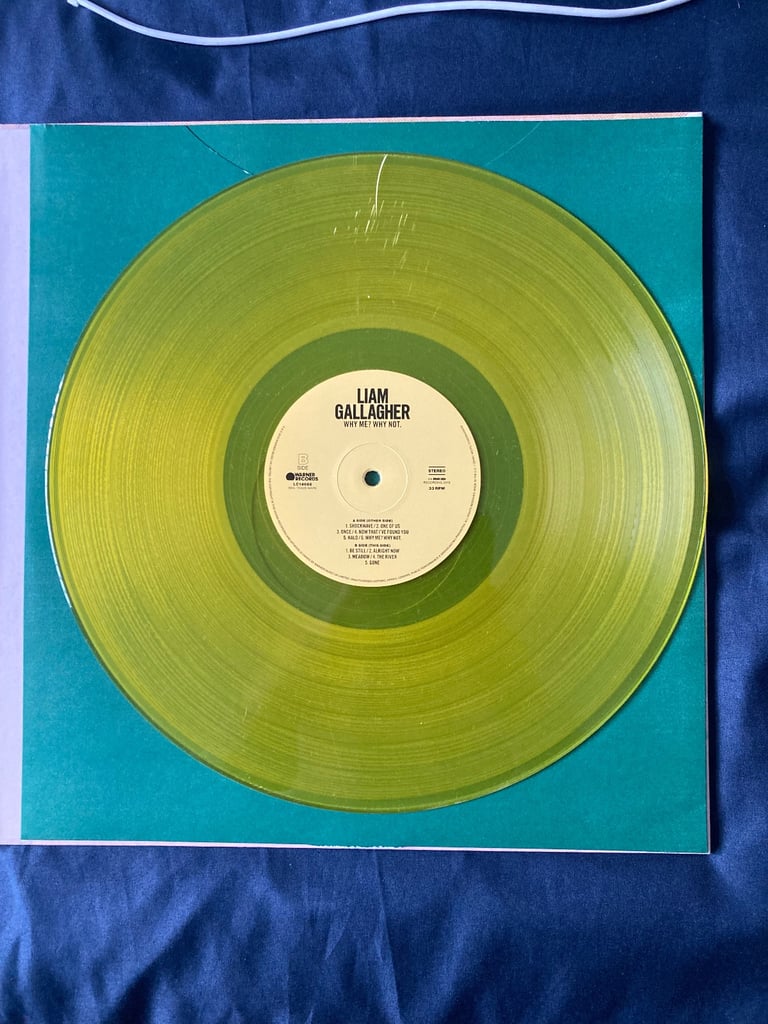 LIAM
GALLAGHER
WHY ME? WHY NOT.
B
SIDE
WARNER
RECORDS
STEREO
33 RPM
A SIDE (OTHER SIDE)
1. SHOCKWAVE / 2. ONE OF US
3. ONCE / 4. NOW THAT I'VE FOUND YOU
5. HALO / 6. WHY ME? WHY NOT.
B SIDE (THIS SIDE)
1. BE STILL / 2. ALRIGHT NOW
3. MEADOW / 4. THE RIVER
5. GONE